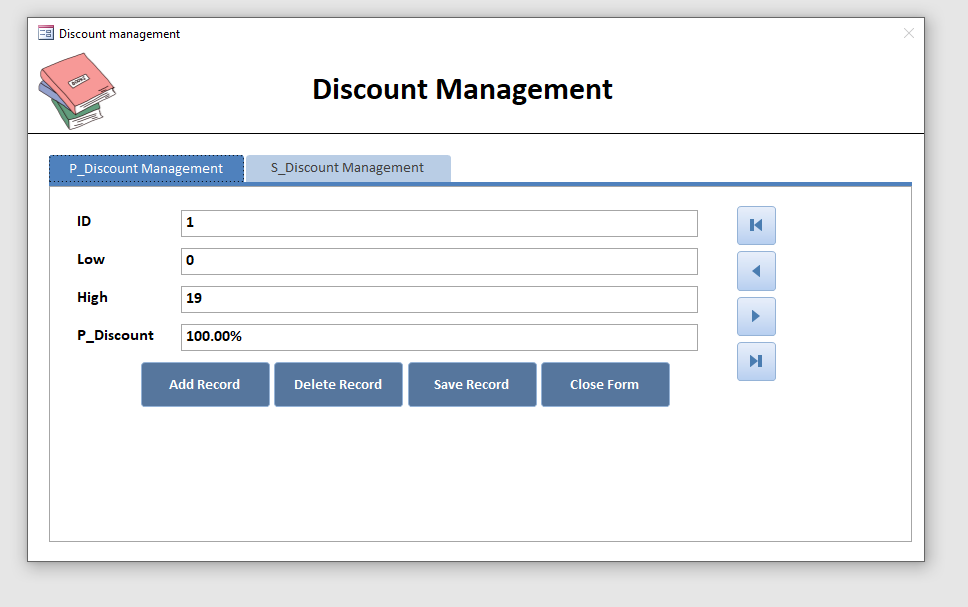 Discount management
Discount Management
P_Discount Management
S_Discount Management
ID
1
Low
0
High
19
P_Discount
100.00%
Add Record
Delete Record
Save Record
Close Form